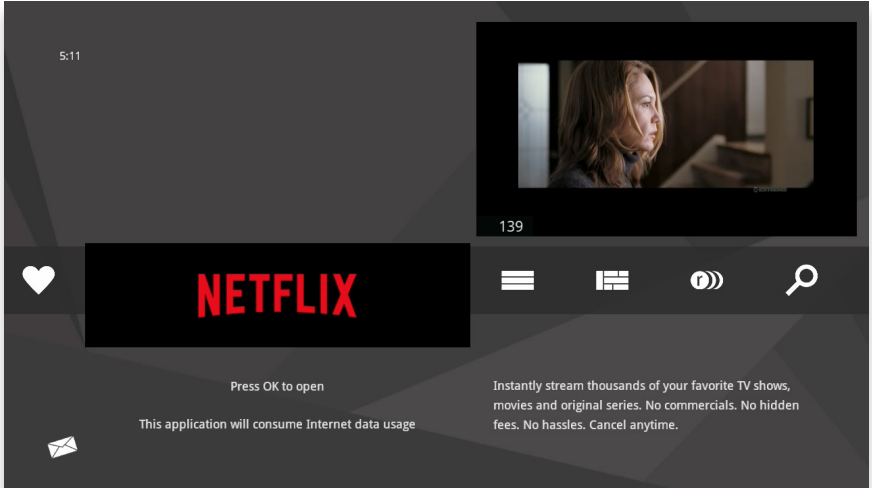 5:11
139
NETFLIX
r
Press OK to open
This application will consume Internet data usage
Instantly stream thousands of your favorite TV shows,
movies and original series. No commercials. No hidden
fees. No hassles. Cancel anytime.